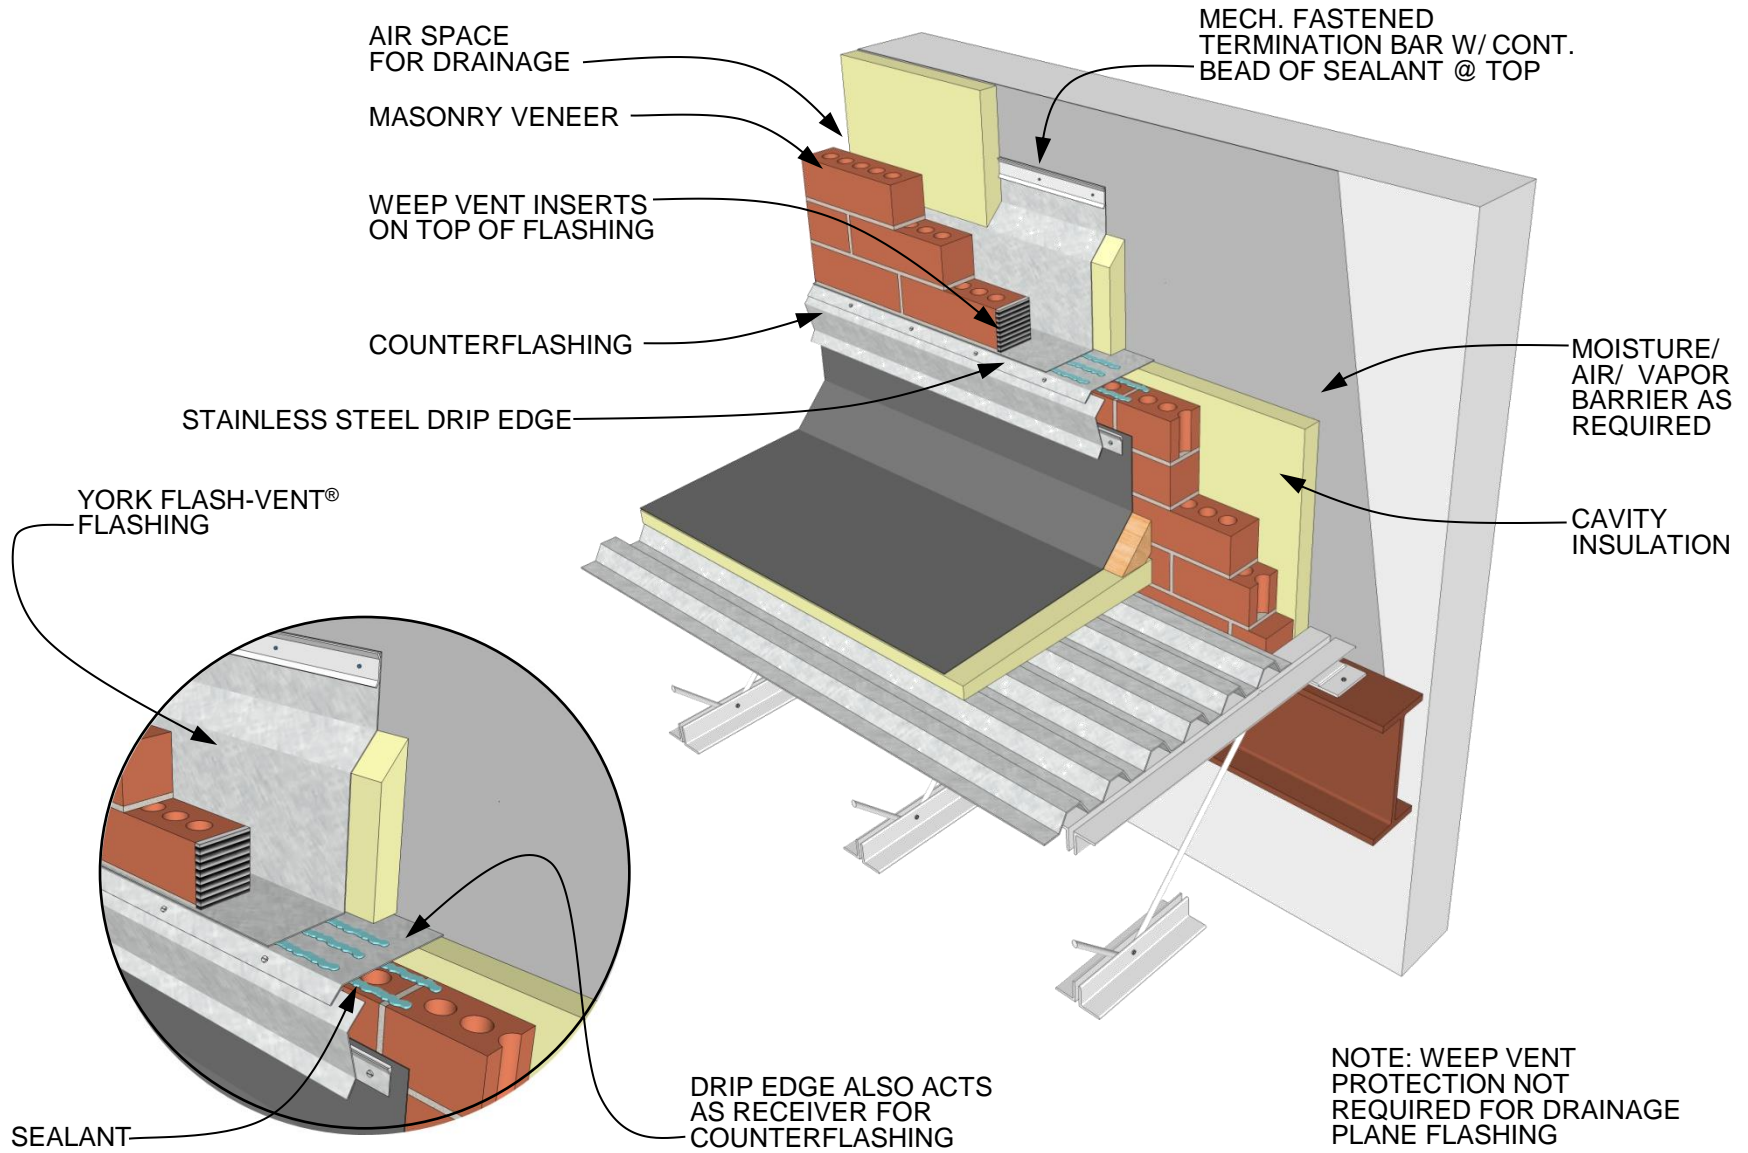 AIR SPACE
FOR DRAINAGE
MECH. FASTENED
TERMINATION BAR W/ CONT.
BEAD OF SEALANT @ TOP
MASONRY VENEER
WEEP VENT INSERTS
ON TOP OF FLASHING
COUNTERFLASHING
STAINLESS STEEL DRIP EDGE
MOISTURE/
AIR/ VAPOR
BARRIER AS
REQUIRED
YORK FLASH-VENT®
FLASHING
CAVITY
INSULATION
SEALANT
DRIP EDGE ALSO ACTS
AS RECEIVER FOR
COUNTERFLASHING
NOTE: WEEP VENT
PROTECTION NOT
REQUIRED FOR DRAINAGE
PLANE FLASHING